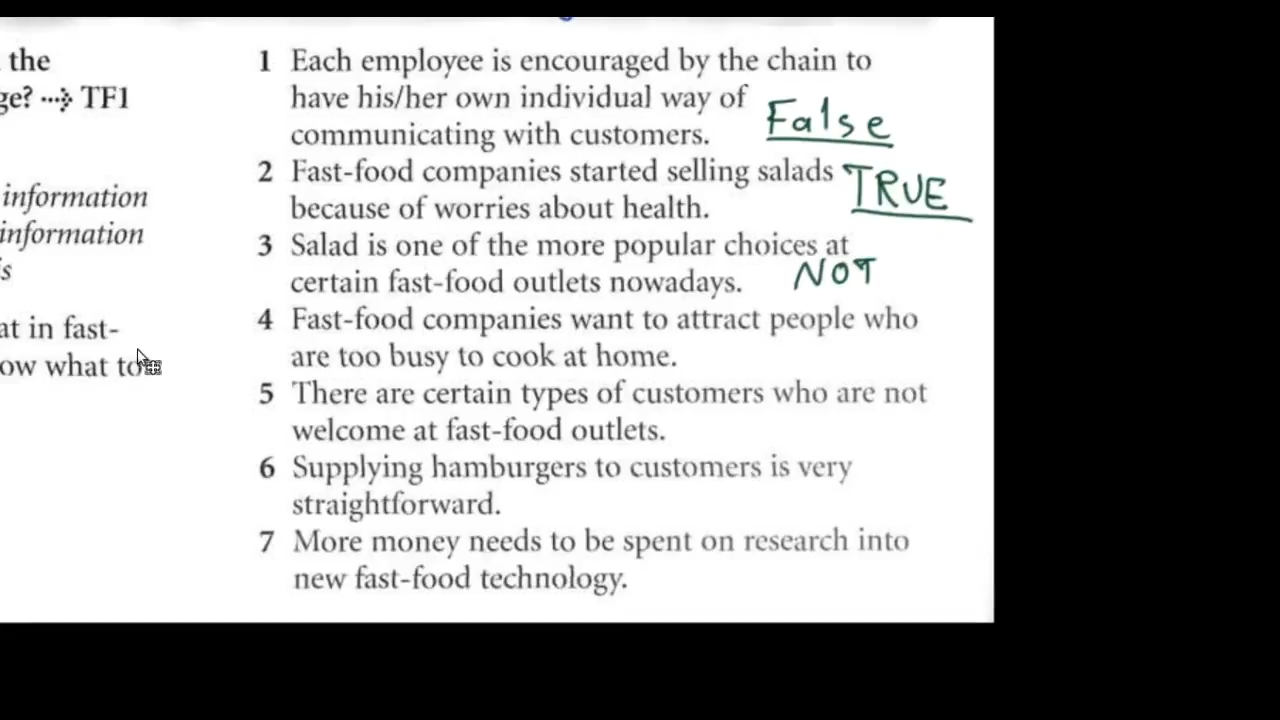 the
ge? ···> TF1
information
information
s
at in fast-
ow what to
1 Each employee is encouraged by the chain to
have his/her own individual way of
communicating with customers. False
2 Fast-food companies started selling salads TRUE
because of worries about health.
3 Salad is one of the more popular choices at
certain fast-food outlets nowadays. NOT
4 Fast-food companies want to attract people who
are too busy to cook at home.
5 There are certain types of customers who are not
welcome at fast-food outlets.
6 Supplying hamburgers to customers is very
straightforward.
7 More money needs to be spent on research into
new fast-food technology.